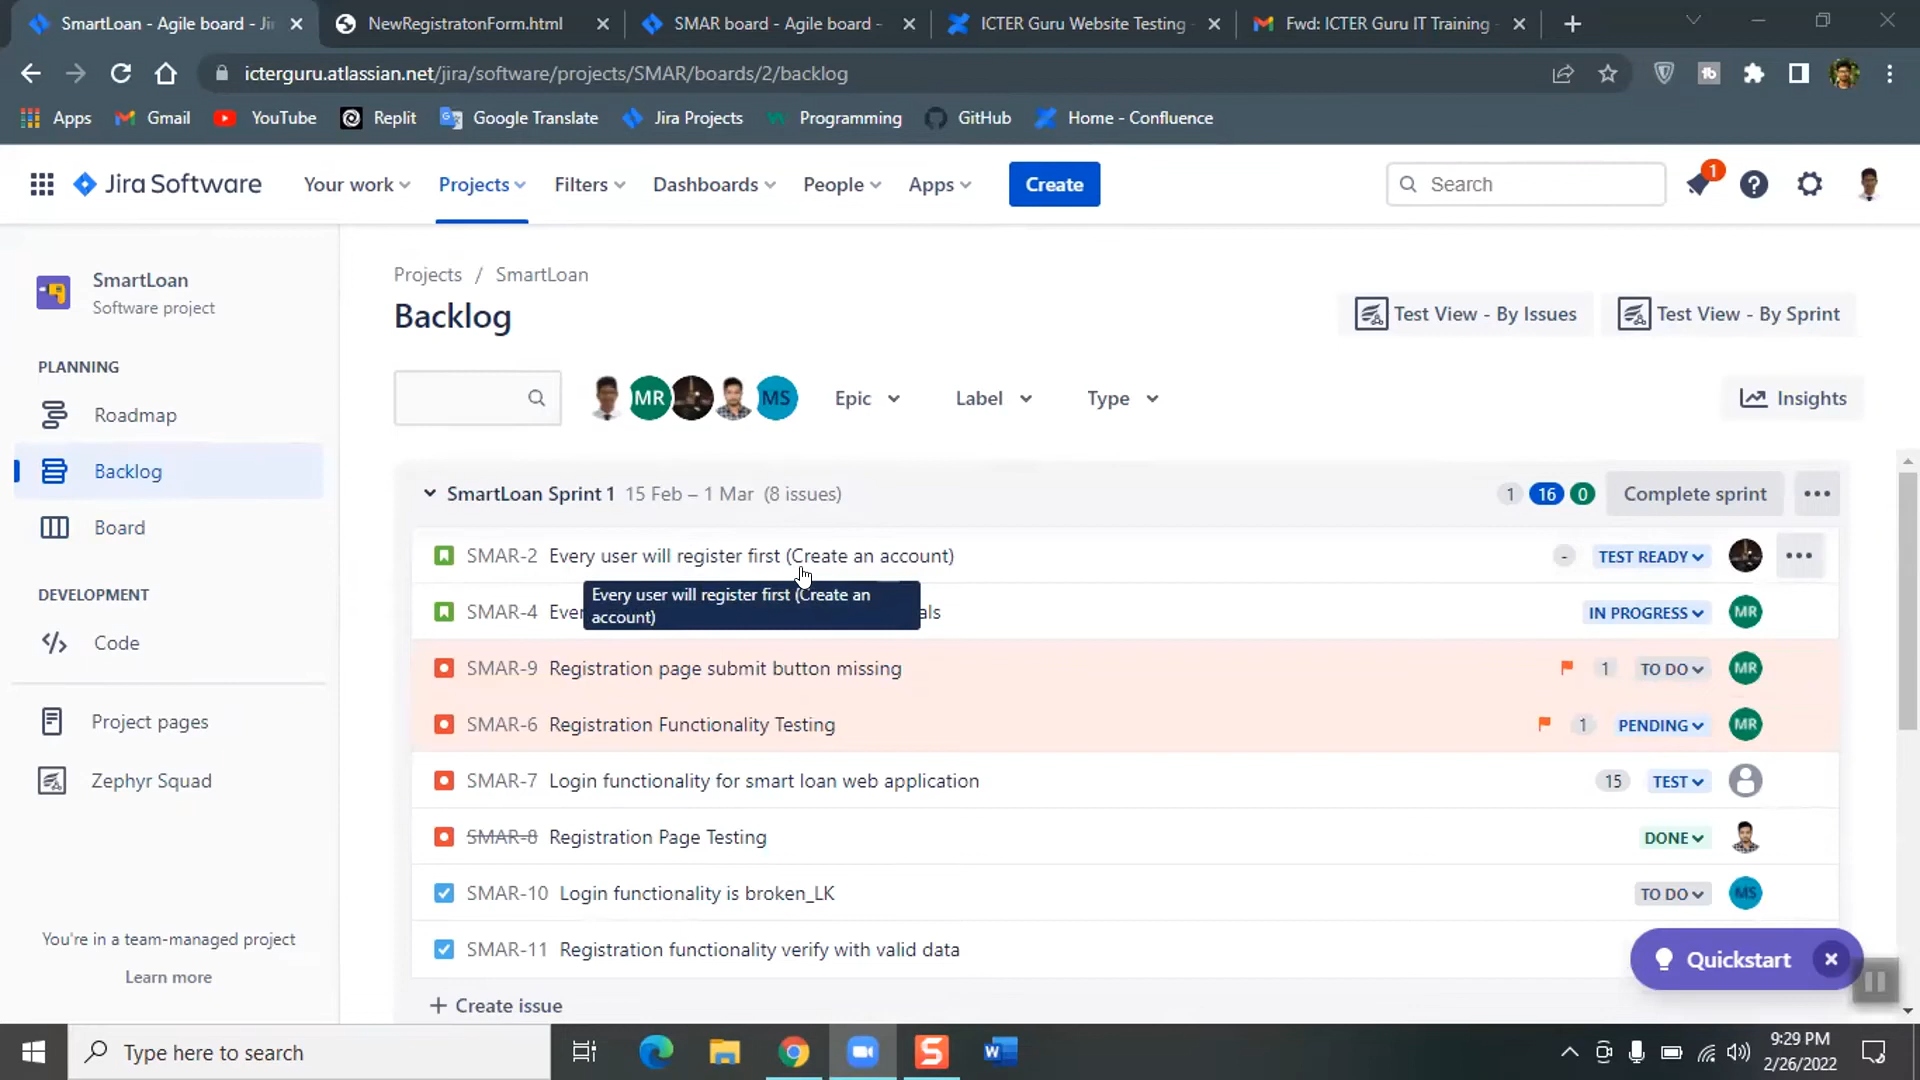 SmartLoan - Agile board - Ji
NewRegistratonForm.html
SMAR board - Agile board -
ICTER Guru Website Testing -
Fwd: ICTER Guru IT Training -
icterguru.atlassian.net/jira/software/projects/SMAR/boards/2/backlog
Apps Gmail YouTube Replit Google Translate Jira Projects Programming GitHub Home - Confluence
Jira Software Your work Projects Filters Dashboards People Apps Create Search 1
SmartLoan
Software project
PLANNING
Roadmap
Backlog
Board
DEVELOPMENT
Code
Project pages
Zephyr Squad
You're in a team-managed project
Learn more
Projects / SmartLoan
Backlog
Test View - By Issues Test View - By Sprint
MR MS Epic Label Type Insights
SmartLoan Sprint 1 15 Feb – 1 Mar (8 issues) 1 16 0 Complete sprint
SMAR-2 Every user will register first (Create an account) - TEST READY
Every user will register first (Create an
account)
SMAR-4 Ever als IN PROGRESS MR
SMAR-9 Registration page submit button missing 1 TO DO MR
SMAR-6 Registration Functionality Testing 1 PENDING MR
SMAR-7 Login functionality for smart loan web application 15 TEST
SMAR-8 Registration Page Testing DONE
SMAR-10 Login functionality is broken_LK TO DO MS
SMAR-11 Registration functionality verify with valid data
Quickstart
+ Create issue
Type here to search
9:29 PM
2/26/2022